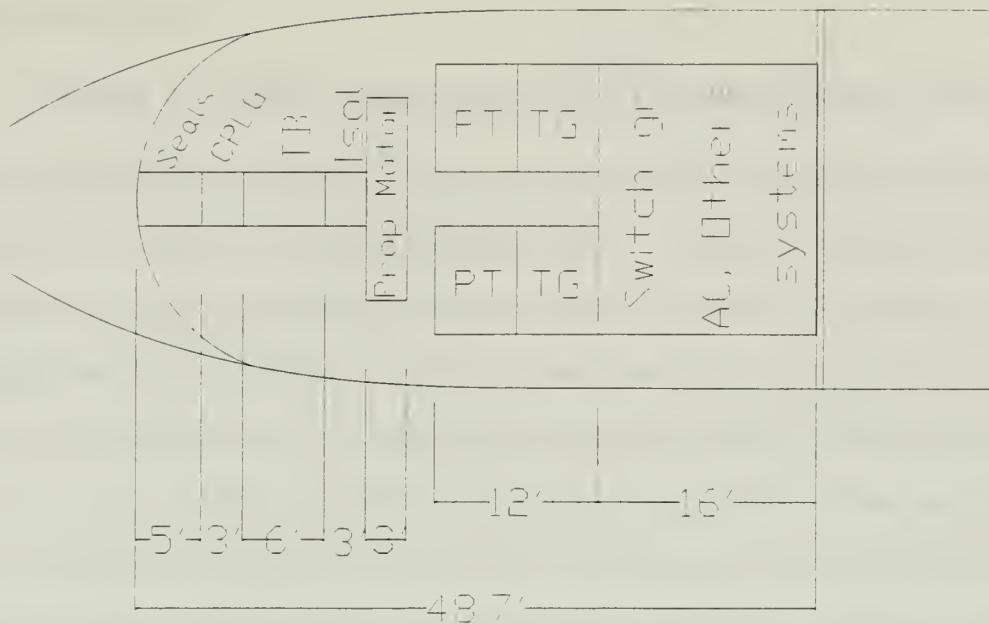 Seals
CPLG
TB
Isol
Prop Motor
PT TG
PT TG
Switch gr
AC, Other
systems
12' 16'
5' 3' 6' 3' 3'
48.7'